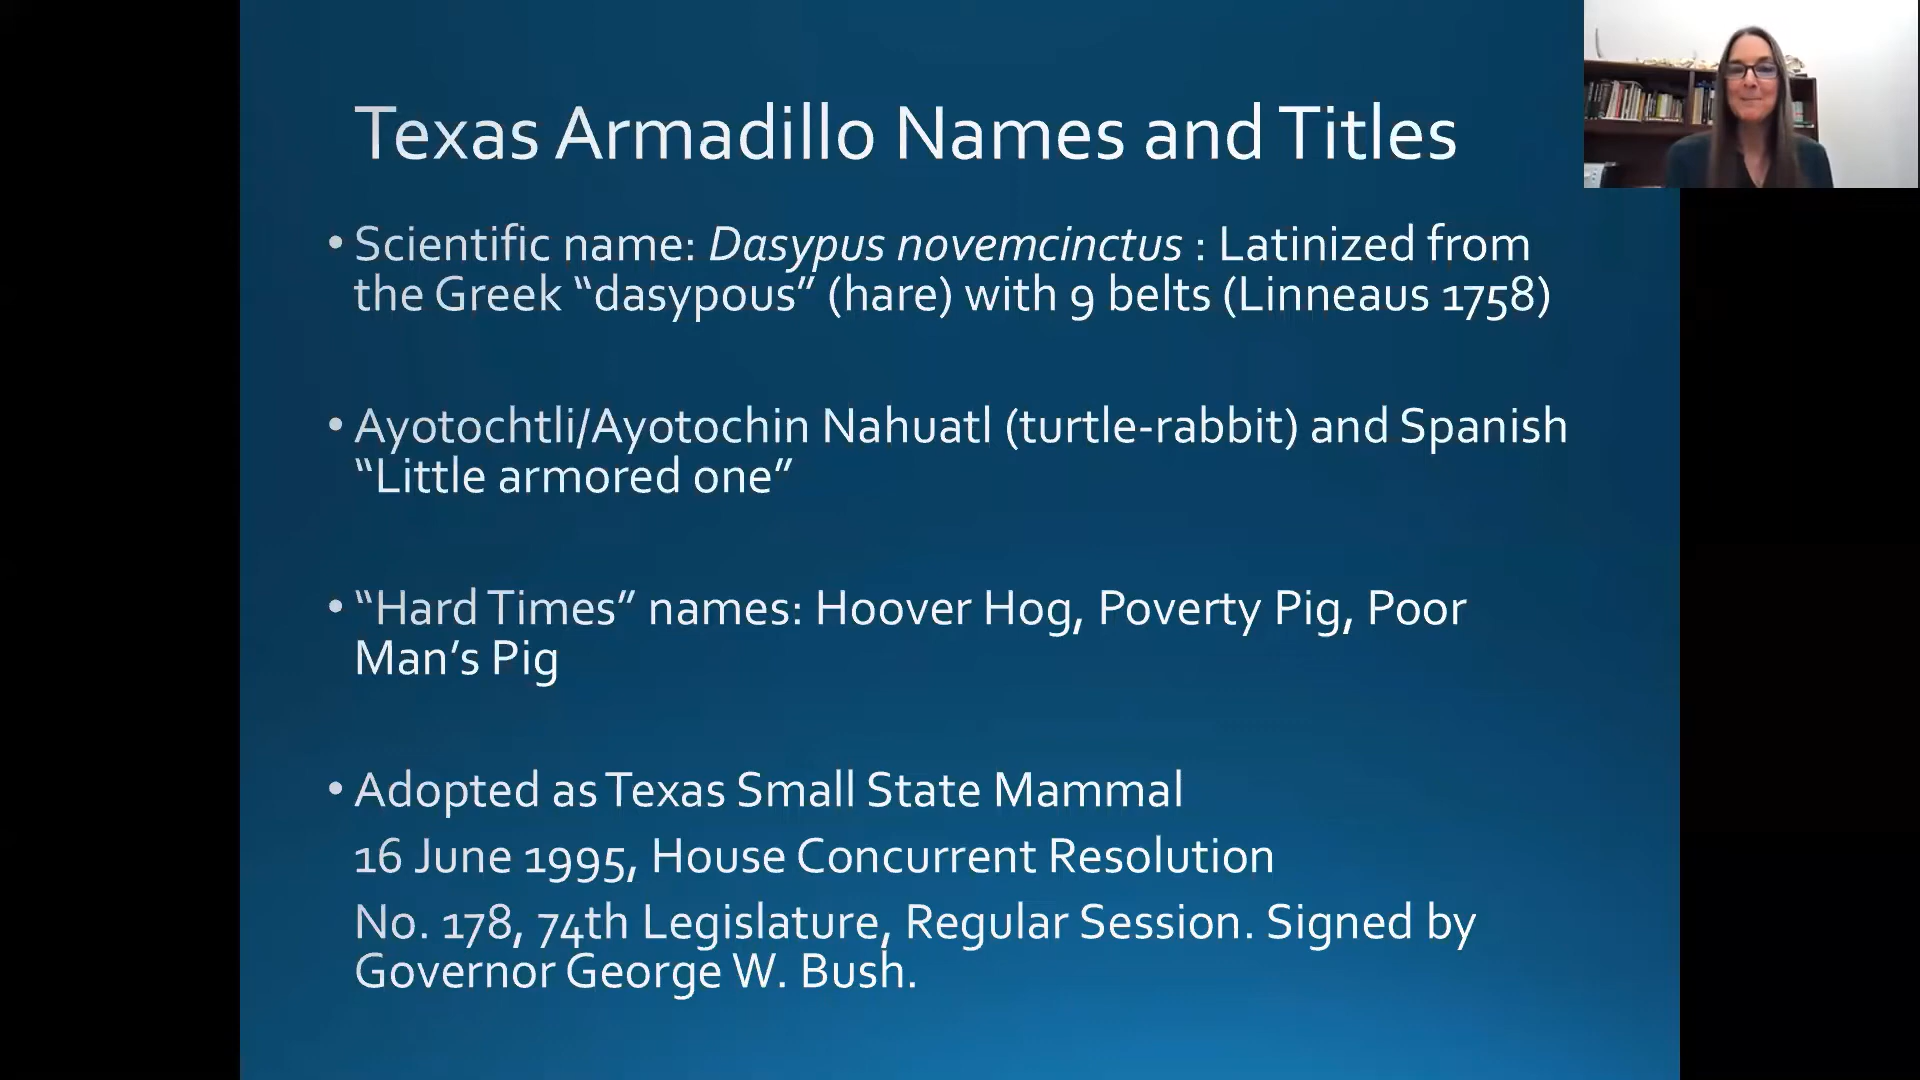 Texas Armadillo Names and Titles
• Scientific name: Dasypus novemcinctus : Latinized from
the Greek “dasypous” (hare) with 9 belts (Linneaus 1758)
• Ayotochtli/Ayotochin Nahuatl (turtle-rabbit) and Spanish
“Little armored one”
• “Hard Times” names: Hoover Hog, Poverty Pig, Poor
Man’s Pig
• Adopted as Texas Small State Mammal
16 June 1995, House Concurrent Resolution
No. 178, 74th Legislature, Regular Session. Signed by
Governor George W. Bush.